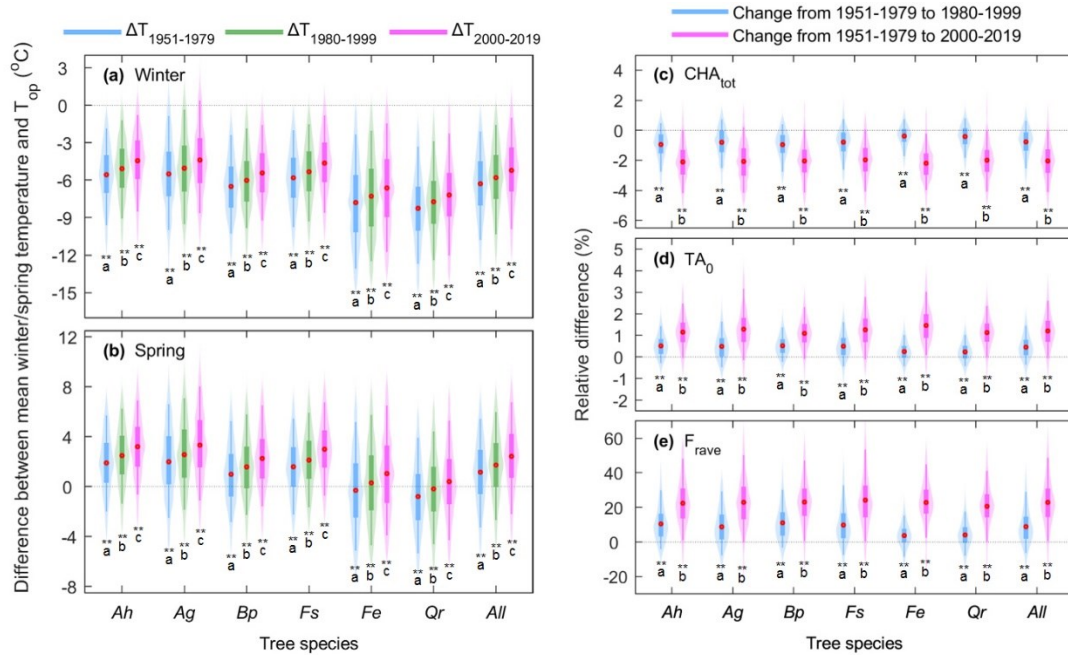 ΔT1951-1979 ΔT1980-1999 ΔT2000-2019
Difference between mean winter/spring temperature and Top (°C)
(a) Winter
3
0
-3
-6
-9
-12
-15
** ** ** ** ** ** ** ** ** ** ** ** ** ** ** ** ** ** ** ** **
a b c a b c a b c a b c a b c a b c a b c
(b) Spring
12
8
4
0
-4
-8
** ** ** ** ** ** ** ** ** ** ** ** ** ** ** ** ** ** ** ** **
a b c a b c a b c a b c a b c a b c a b c
Ah Ag Bp Fs Fe Qr All
Tree species
Change from 1951-1979 to 1980-1999
Change from 1951-1979 to 2000-2019
Relative difference (%)
(c) CHAtot
4
2
0
-2
-4
-6
** ** ** ** ** ** ** ** ** ** ** ** ** **
a b a b a b a b a b a b a b
(d) TA0
5
4
3
2
1
0
-1
2
** ** ** ** ** ** ** ** ** ** ** ** ** **
a b a b a b a b a b a b a b
(e) Frave
60
40
20
0
-20
** ** ** ** ** ** ** ** ** ** ** ** ** **
a b a b a b a b a b a b a b
Ah Ag Bp Fs Fe Qr All
Tree species